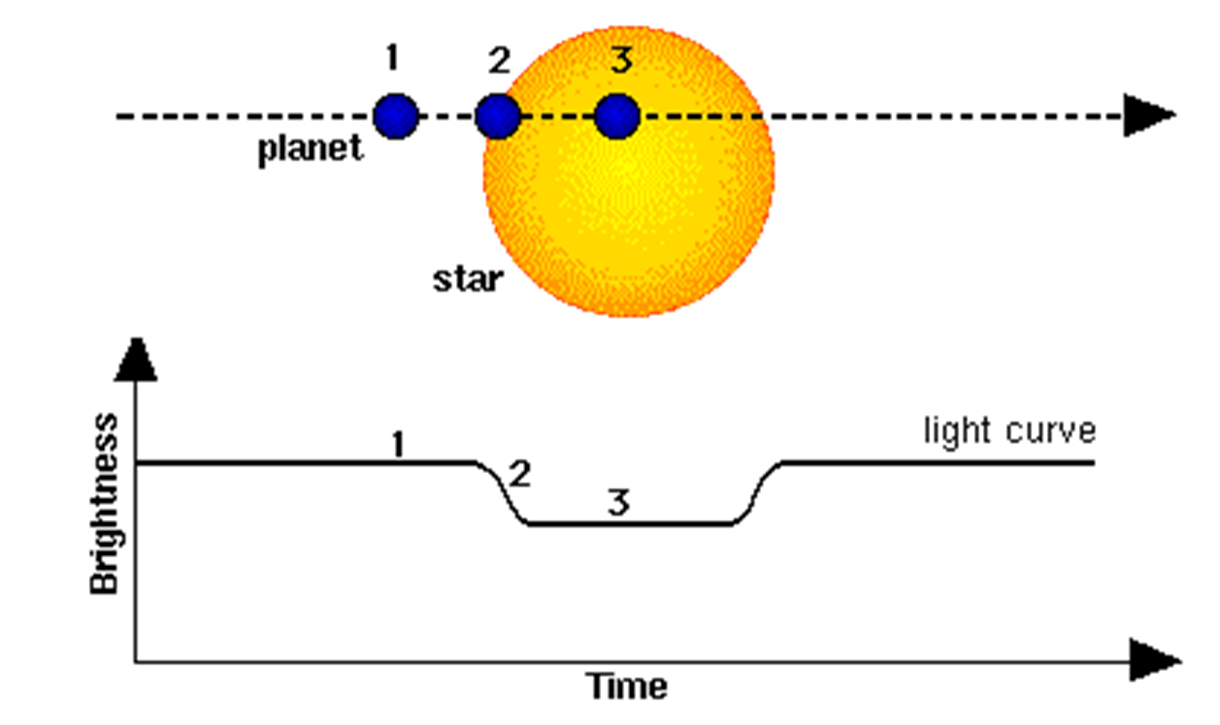 1 2 3
planet
star
Brightness
light curve
1
2
3
Time